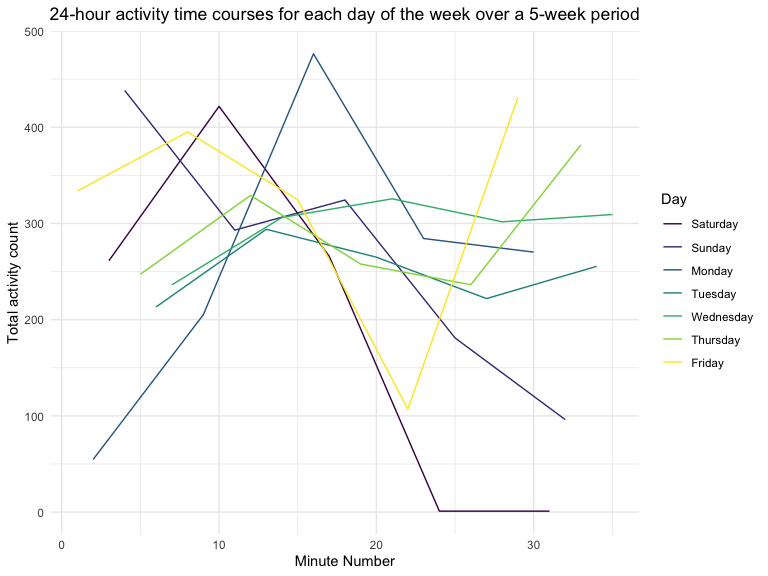 24-hour activity time courses for each day of the week over a 5-week period
500
400
300
200
100
0
Total activity count
0 10 20 30
Minute Number
Day
Saturday
Sunday
Monday
Tuesday
Wednesday
Thursday
Friday